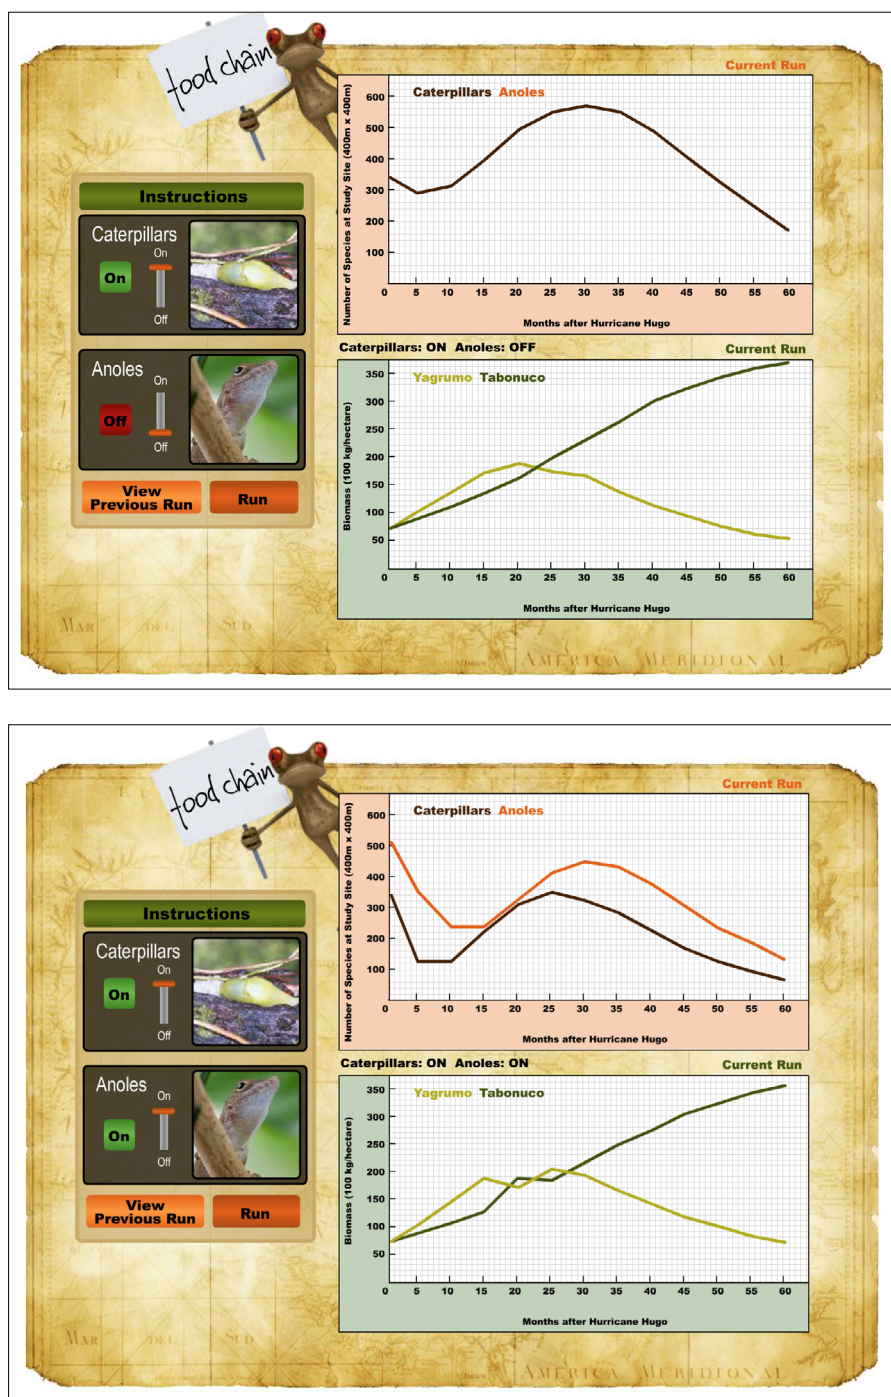 food chain
Current Run
Caterpillars Anoles
Number of Species at Study Site (400m x 400m)
600
500
400
300
200
100
0 5 10 15 20 25 30 35 40 45 50 55 60
Months after Hurricane Hugo
Instructions
Caterpillars
On
On
Off
Anoles
On
Off
Off
View
Previous Run
Run
Caterpillars: ON Anoles: OFF
Current Run
Yagrumo Tabonuco
Biomass (100 kg/hectare)
350
300
250
200
150
100
50
0 5 10 15 20 25 30 35 40 45 50 55 60
Months after Hurricane Hugo
MAR DEL SUD
AMERICA MERIDIONAL
food chain
Current Run
Caterpillars Anoles
Number of Species at Study Site (400m x 400m)
600
500
400
300
200
100
0 5 10 15 20 25 30 35 40 45 50 55 60
Months after Hurricane Hugo
Instructions
Caterpillars
On
On
Off
Anoles
On
On
Off
View
Previous Run
Run
Caterpillars: ON Anoles: ON
Current Run
Yagrumo Tabonuco
Biomass (100 kg/hectare)
350
300
250
200
150
100
50
0 5 10 15 20 25 30 35 40 45 50 55 60
Months after Hurricane Hugo
MAR DEL SUD
AMERICA MERIDIONAL